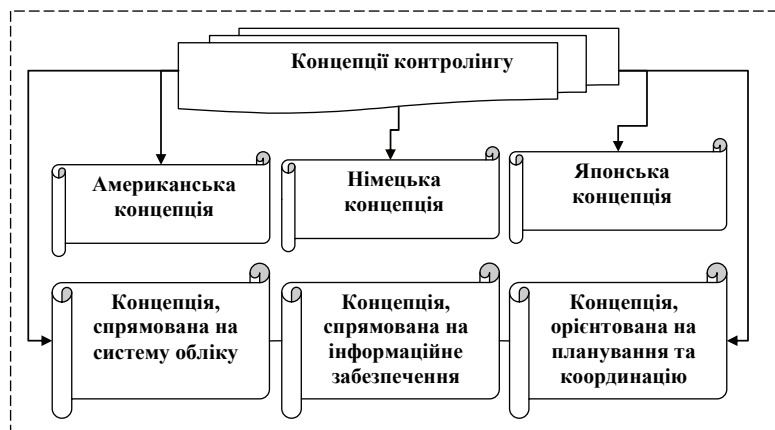 Концепції контролінгу
Американська
концепція
Німецька
концепція
Японська
концепція
Концепція,
спрямована на
систему обліку
Концепція,
спрямована на
інформаційне
забезпечення
Концепція,
орієнтована на
планування та
координацію